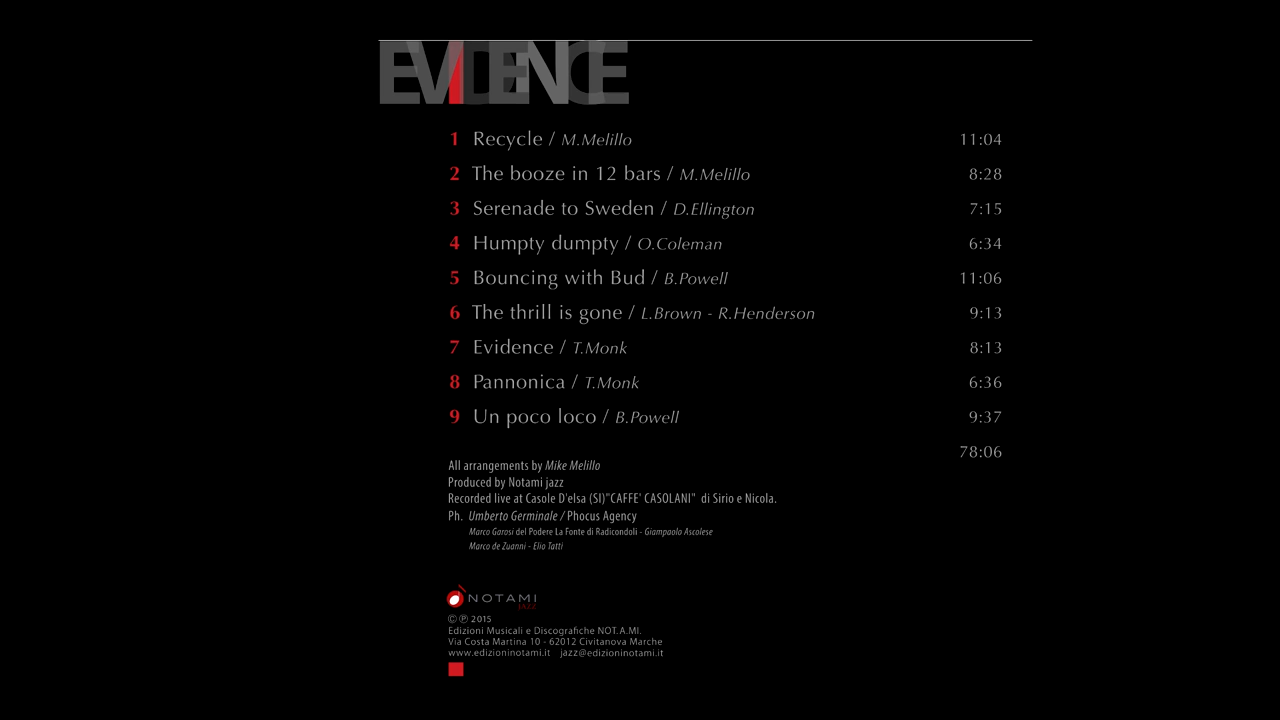 EVIDENCE
1 Recycle / M.Melillo 11:04
2 The booze in 12 bars / M.Melillo 8:28
3 Serenade to Sweden / D.Ellington 7:15
4 Humpty dumpty / O.Coleman 6:34
5 Bouncing with Bud / B.Powell 11:06
6 The thrill is gone / L.Brown - R.Henderson 9:13
7 Evidence / T.Monk 8:13
8 Pannonica / T.Monk 6:36
9 Un poco loco / B.Powell 9:37
78:06
All arrangements by Mike Melillo
Produced by Notami jazz
Recorded live at Casole D'elsa (SI)"CAFFE' CASOLANI" di Sirio e Nicola.
Ph. Umberto Germinale / Phocus Agency
Marco Garosi del Podere La Fonte di Radicondoli - Giampaolo Ascolese
Marco de Zuanni - Elio Tatti
NOTAMI
JAZZ
© ℗ 2015
Edizioni Musicali e Discografiche NOT.A.MI.
Via Costa Martina 10 - 62012 Civitanova Marche
www.edizioninotami.it jazz@edizioninotami.it